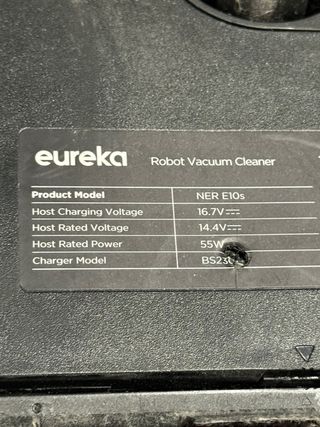 eureka Robot Vacuum Cleaner
Product Model NER E10s
Host Charging Voltage 16.7V⎓
Host Rated Voltage 14.4V⎓
Host Rated Power 55W
Charger Model